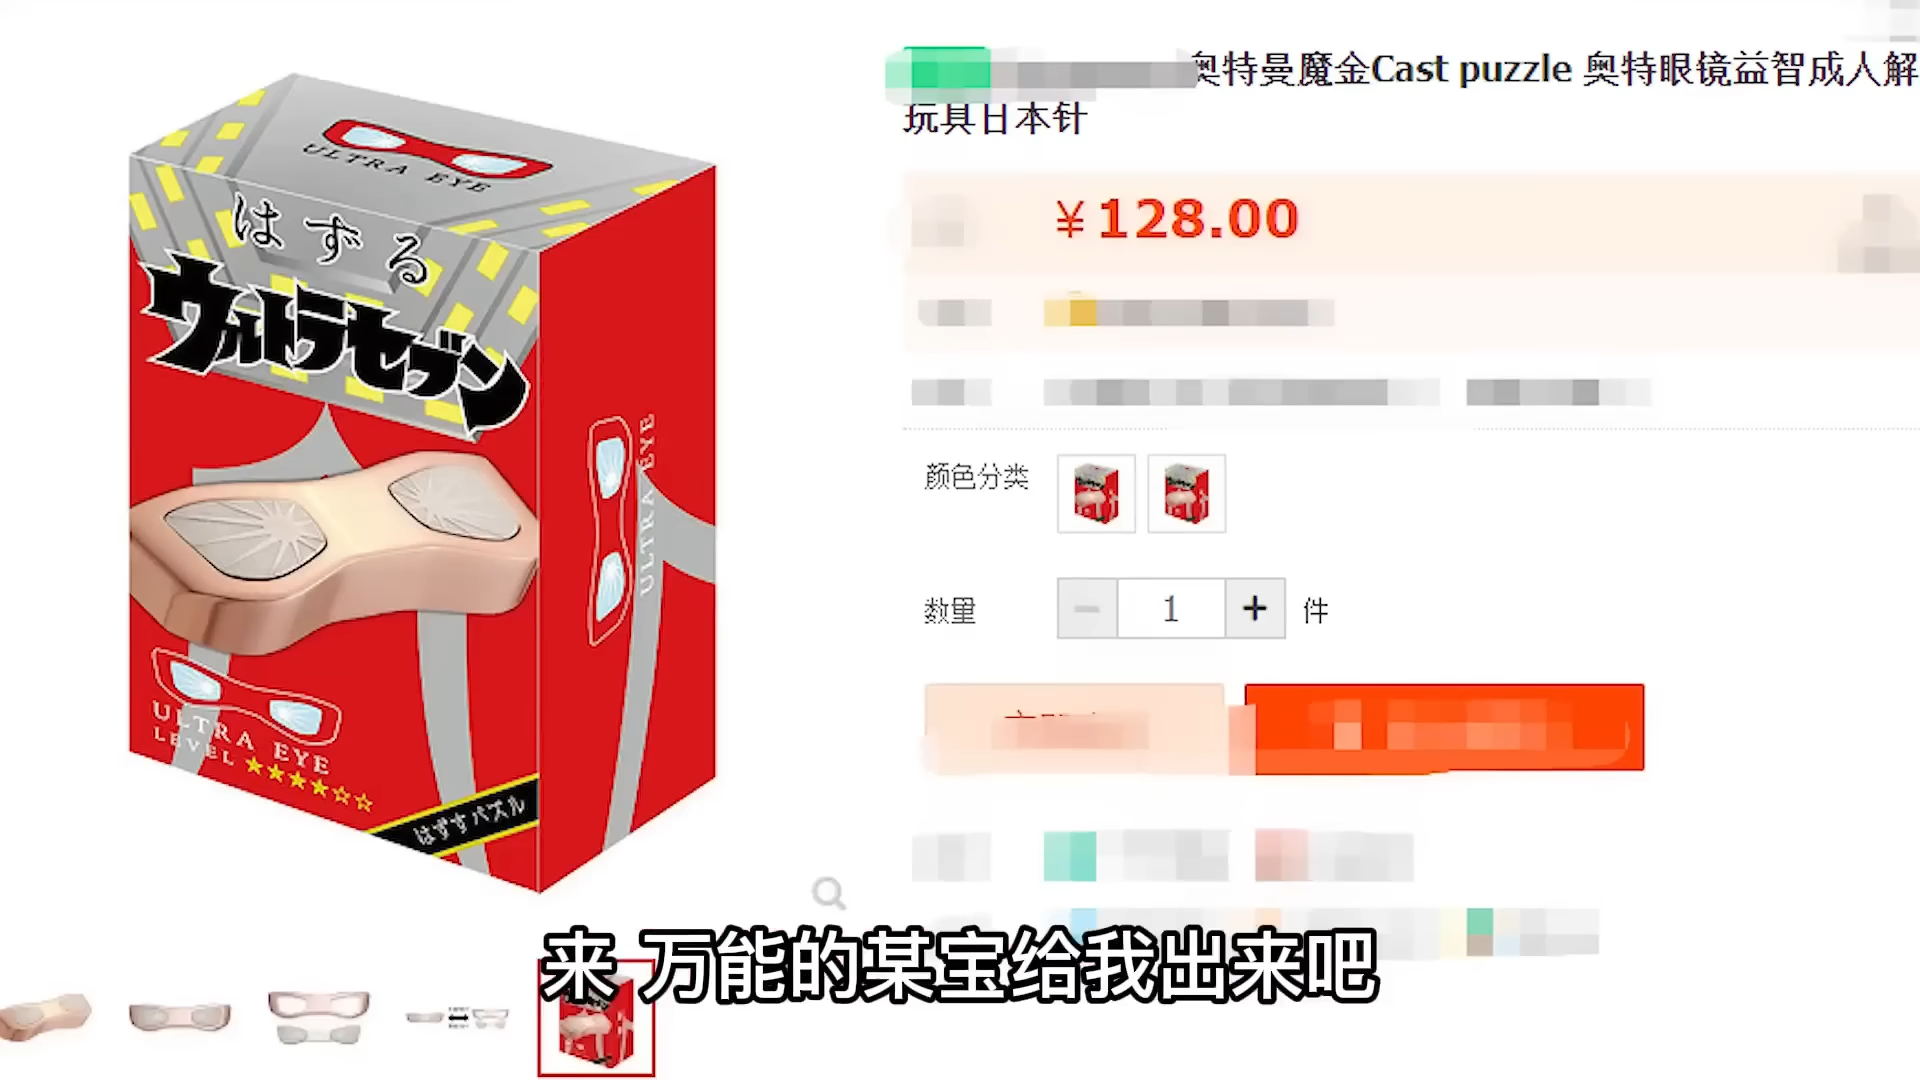 奥特曼魔金Cast puzzle 奥特眼镜益智成人解
玩具日本针
¥128.00
颜色分类
数量
1
件
ULTRA EYE
はずる
ウルトラセブン
ULTRA EYE
ULTRA EYE
LEVEL ★★★★☆☆
はずすパズル
来 万能的某宝给我出来吧